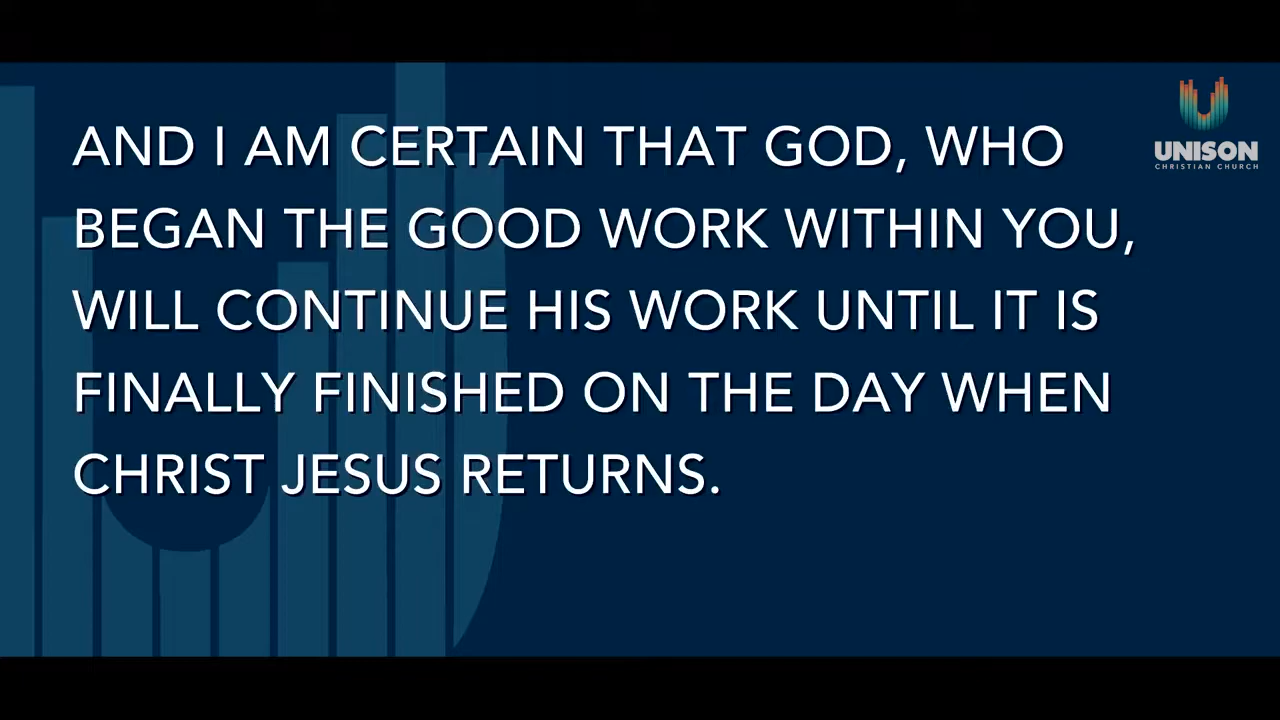 AND I AM CERTAIN THAT GOD, WHO
BEGAN THE GOOD WORK WITHIN YOU,
WILL CONTINUE HIS WORK UNTIL IT IS
FINALLY FINISHED ON THE DAY WHEN
CHRIST JESUS RETURNS.
UNISON
CHRISTIAN CHURCH